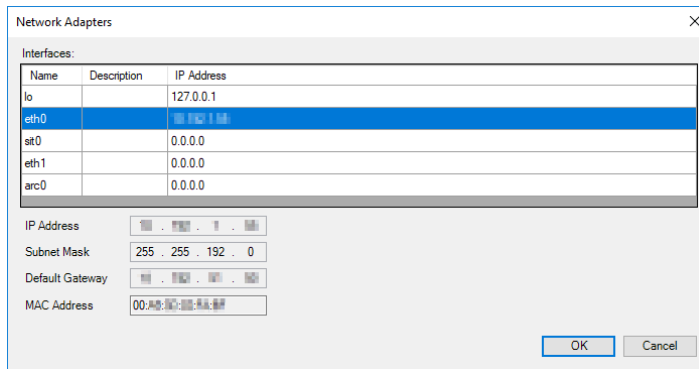 Network Adapters
Interfaces:
Name Description IP Address
lo 127.0.0.1
eth0
sit0 0.0.0.0
eth1 0.0.0.0
arc0 0.0.0.0
IP Address
Subnet Mask 255 . 255 . 192 . 0
Default Gateway
MAC Address 00:
OK Cancel